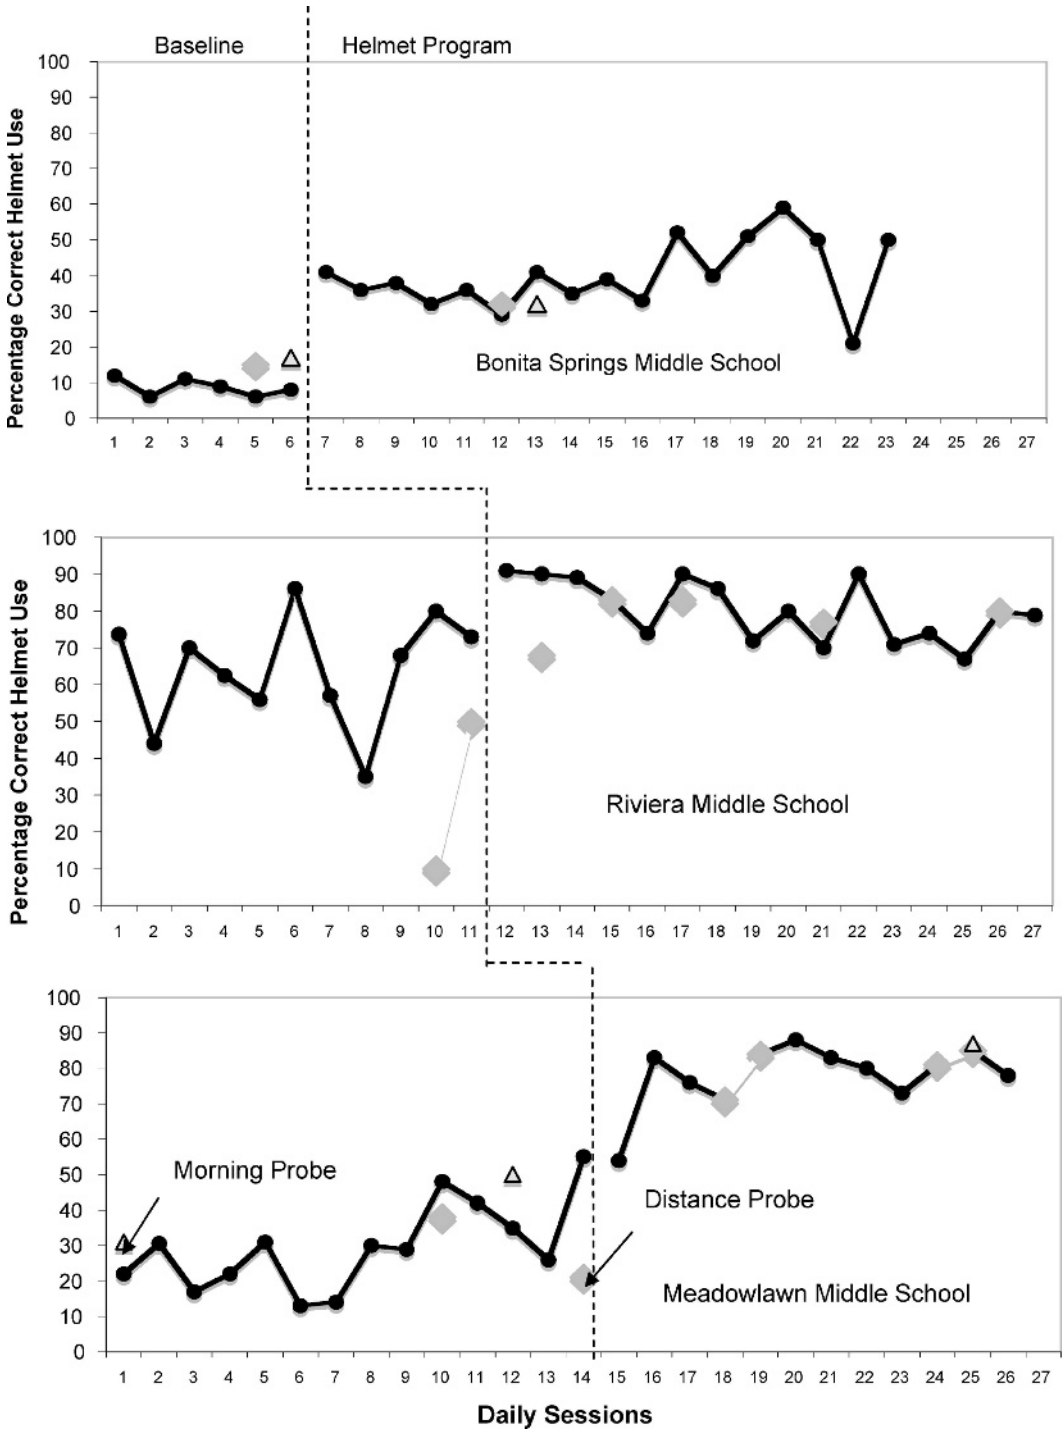 Baseline Helmet Program
Percentage Correct Helmet Use
100
90
80
70
60
50
40
30
20
10
0
Bonita Springs Middle School
1 2 3 4 5 6 7 8 9 10 11 12 13 14 15 16 17 18 19 20 21 22 23 24 25 26 27
Percentage Correct Helmet Use
100
90
80
70
60
50
40
30
20
10
0
Riviera Middle School
1 2 3 4 5 6 7 8 9 10 11 12 13 14 15 16 17 18 19 20 21 22 23 24 25 26 27
100
90
80
70
60
50
40
30
20
10
0
Morning Probe
Distance Probe
Meadowlawn Middle School
1 2 3 4 5 6 7 8 9 10 11 12 13 14 15 16 17 18 19 20 21 22 23 24 25 26 27
Daily Sessions